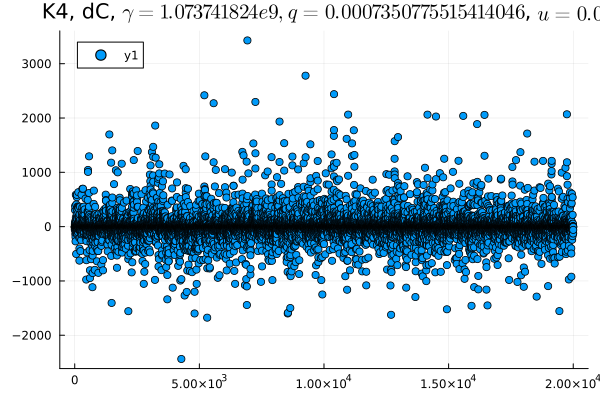 K4, dC, γ = 1.073741824e9, q = 0.0007350775515414046, u = 0.0
y1
3000
2000
1000
0
−1000
−2000
0 5.00×10³ 1.00×10⁴ 1.50×10⁴ 2.00×10⁴